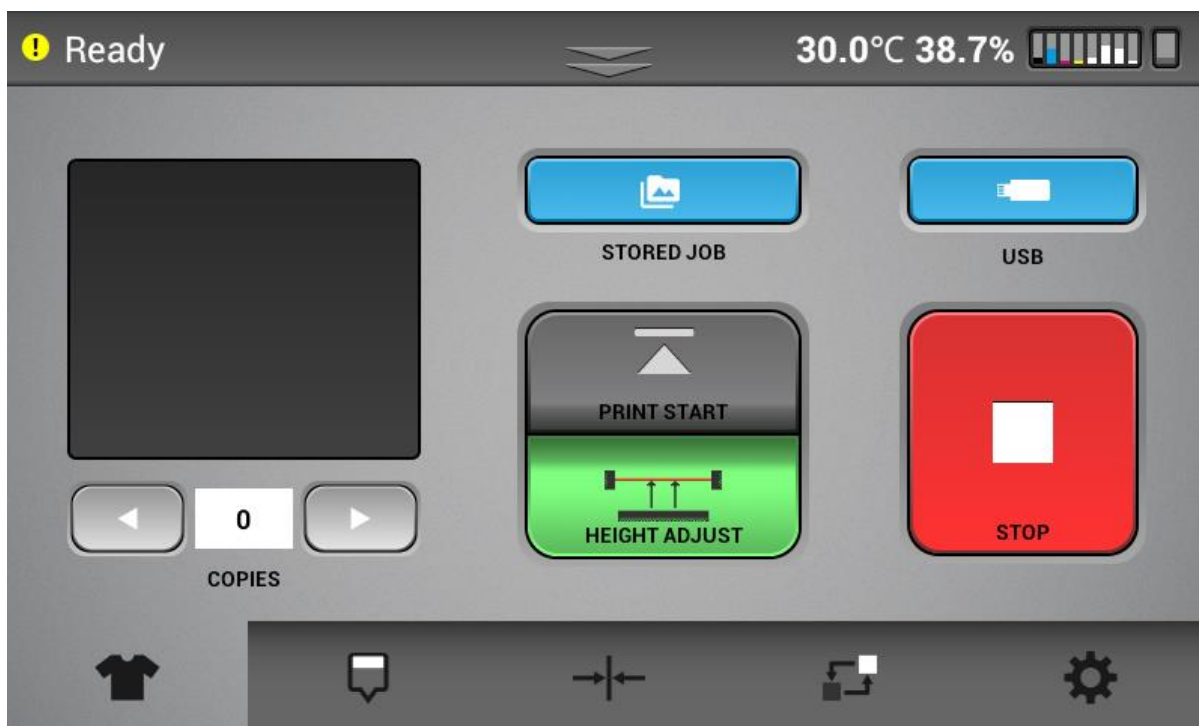 ! Ready
30.0°C 38.7%
STORED JOB
USB
PRINT START
HEIGHT ADJUST
STOP
0
COPIES